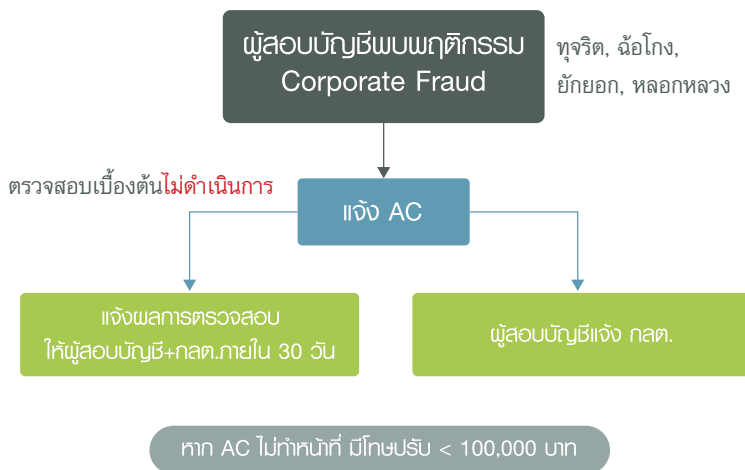 ผู้สอบบัญชีพบพฤติกรรม
Corporate Fraud
ทุจริต, ฉ้อโกง,
ยักยอก, หลอกหลวง
ตรวจสอบเบื้องต้นไม่ดำเนินการ
แจ้ง AC
แจ้งผลการตรวจสอบ
ให้ผู้สอบบัญชี+กลต.ภายใน 30 วัน
ผู้สอบบัญชีแจ้ง กลต.
หาก AC ไม่ทำหน้าที่ มีโทษปรับ < 100,000 บาท